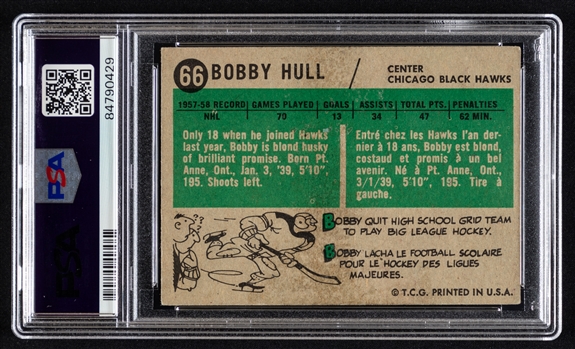 66 BOBBY HULL
CENTER
CHICAGO BLACK HAWKS
1957-58 RECORD GAMES PLAYED GOALS ASSISTS TOTAL PTS. PENALTIES
NHL 70 13 34 47 62 MIN.
Only 18 when he joined Hawks
last year, Bobby is blond husky
of brilliant promise. Born Pt.
Anne, Ont., Jan. 3, '39, 5'10",
195. Shoots left.
Entré chez les Hawks l'an der-
nier à 18 ans, Bobby est blond,
costaud et promis à un bel
avenir. Né à Pt. Anne, Ont.,
3/1/39, 5'10", 195. Tire à
gauche.
BOBBY QUIT HIGH SCHOOL GRID TEAM
TO PLAY BIG LEAGUE HOCKEY.
BOBBY LACHA LE FOOTBALL SCOLAIRE
POUR LE HOCKEY DES LIGUES
MAJEURES.
© T.C.G. PRINTED IN U.S.A.
84790429
PSA
PSA